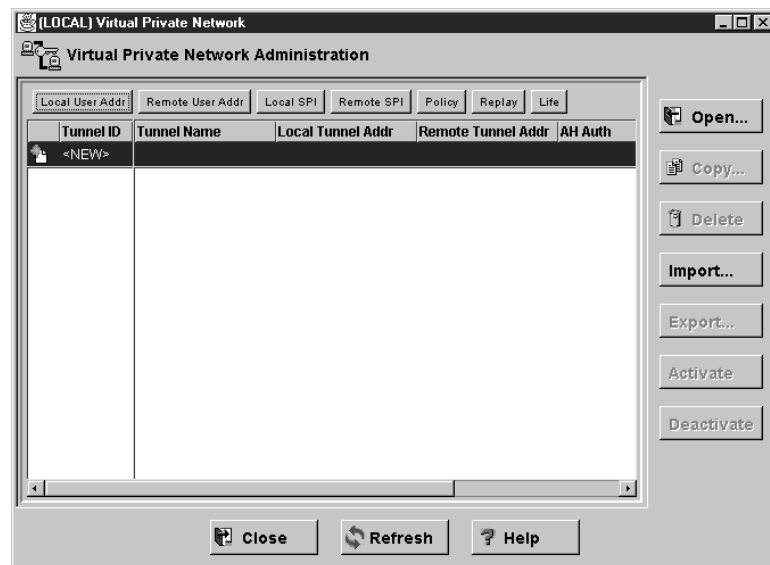 (LOCAL) Virtual Private Network
Virtual Private Network Administration
Local User Addr Remote User Addr Local SPI Remote SPI Policy Replay Life
Tunnel ID Tunnel Name Local Tunnel Addr Remote Tunnel Addr AH Auth
<NEW>
Open...
Copy...
Delete
Import...
Export...
Activate
Deactivate
Close Refresh Help